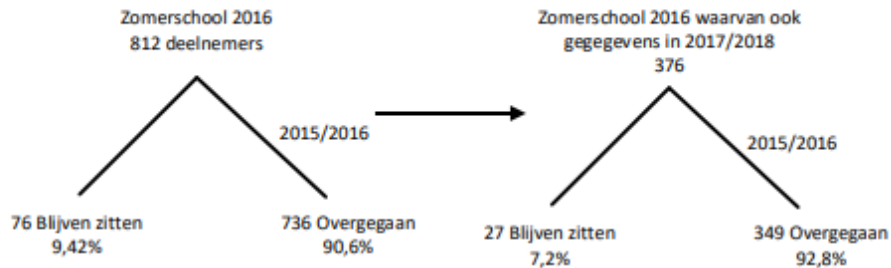 Zomerschool 2016
812 deelnemers
2015/2016
76 Blijven zitten
9,42%
736 Overgegaan
90,6%
Zomerschool 2016 waarvan ook
gegegevens in 2017/2018
376
2015/2016
27 Blijven zitten
7,2%
349 Overgegaan
92,8%